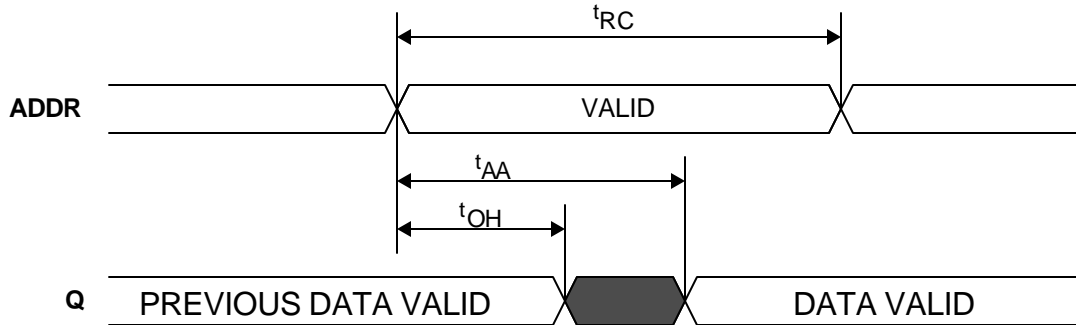 tRC
ADDR VALID
tAA
tOH
Q PREVIOUS DATA VALID DATA VALID